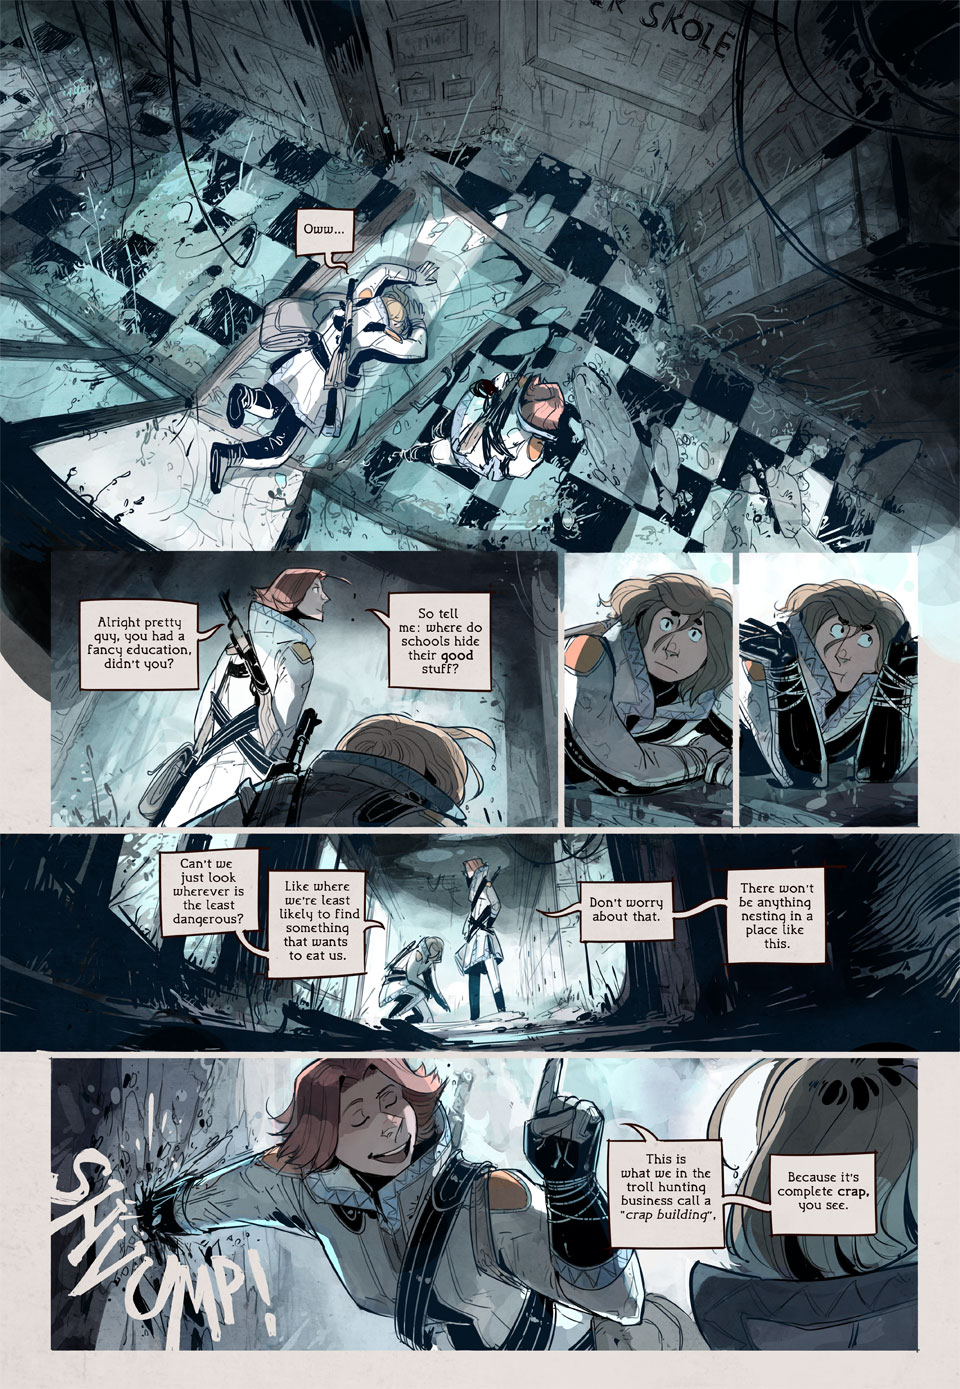 SKOLE
Oww...
Alright pretty
guy, you had a
fancy education,
didn't you?
So tell
me: where do
schools hide
their good
stuff?
Can't we
just look
wherever is
the least
dangerous?
Like where
we're least
likely to find
something
that wants
to eat us.
Don't worry
about that.
There won't
be anything
nesting in a
place like
this.
SHHUMP!
This is
what we in the
troll hunting
business call a
"crap building",
Because it's
complete crap,
you see.